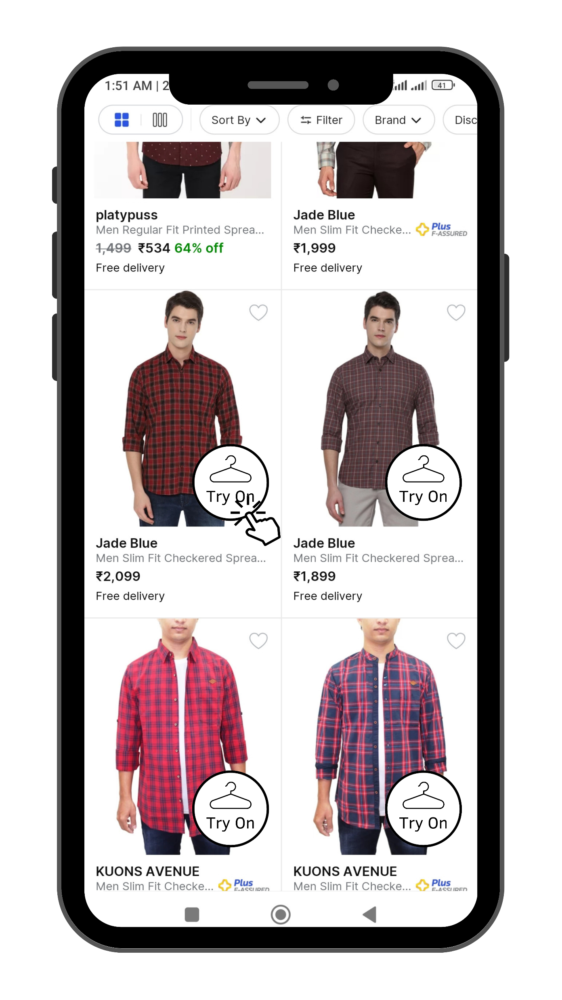 1:51 AM | 2
41
Sort By
Filter
Brand
Disc
platypuss
Men Regular Fit Printed Sprea...
1,499 ₹534 64% off
Free delivery
Jade Blue
Men Slim Fit Checke...
Plus
F-ASSURED
₹1,999
Free delivery
Try On
Try On
Jade Blue
Men Slim Fit Checkered Sprea...
₹2,099
Free delivery
Jade Blue
Men Slim Fit Checkered Sprea...
₹1,899
Free delivery
Try On
Try On
KUONS AVENUE
Men Slim Fit Checke...
Plus
F-ASSURED
KUONS AVENUE
Men Slim Fit Checke...
Plus
F-ASSURED